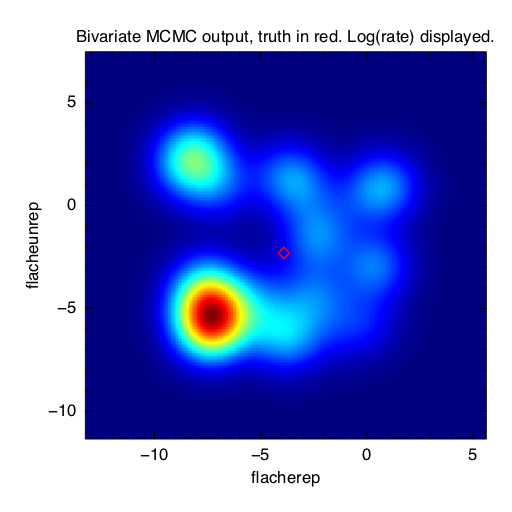 Bivariate MCMC output, truth in red. Log(rate) displayed.
5
0
−5
−10
flacheunrep
−10 −5 0 5
flacherep